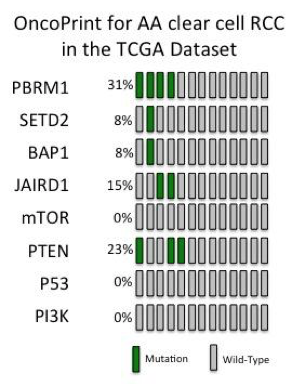 OncoPrint for AA clear cell RCC
in the TCGA Dataset
PBRM1 31%
SETD2 8%
BAP1 8%
JAIRD1 15%
mTOR 0%
PTEN 23%
P53 0%
PI3K 0%
Mutation Wild-Type